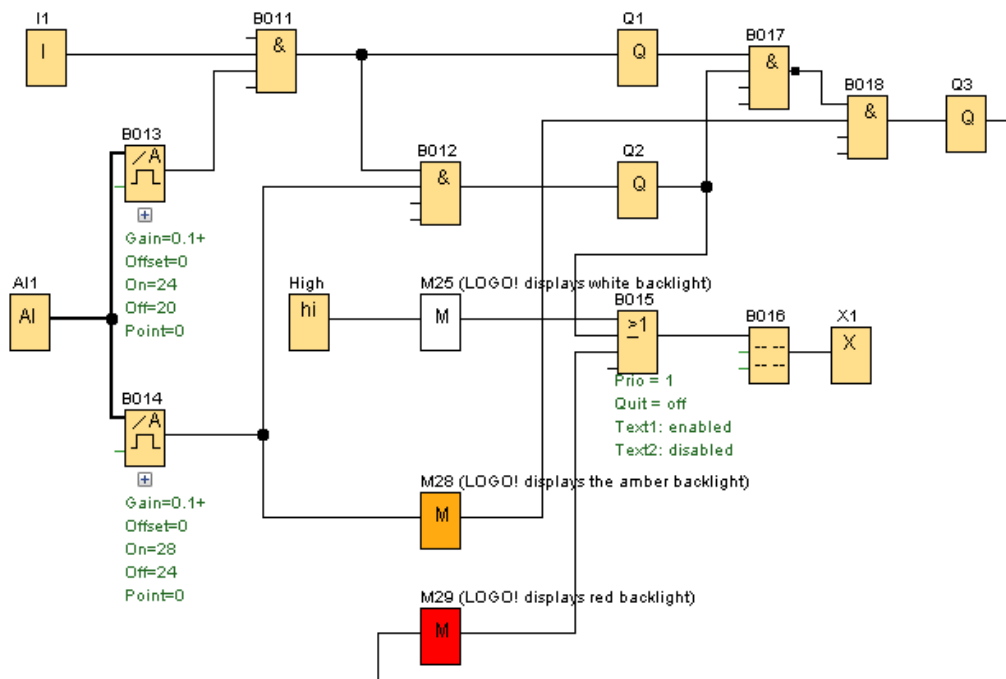 I1
I
B011
&
Q1
Q
B017
&
B018
&
Q3
Q
B013
/A
B012
&
Q2
Q
Gain=0.1+
Offset=0
On=24
Off=20
Point=0
AI1
AI
High
hi
M25 (LOGO! displays white backlight)
M
B015
>1
B016
X1
X
Prio = 1
Quit = off
Text1: enabled
Text2: disabled
B014
/A
Gain=0.1+
Offset=0
On=28
Off=24
Point=0
M28 (LOGO! displays the amber backlight)
M
M29 (LOGO! displays red backlight)
M